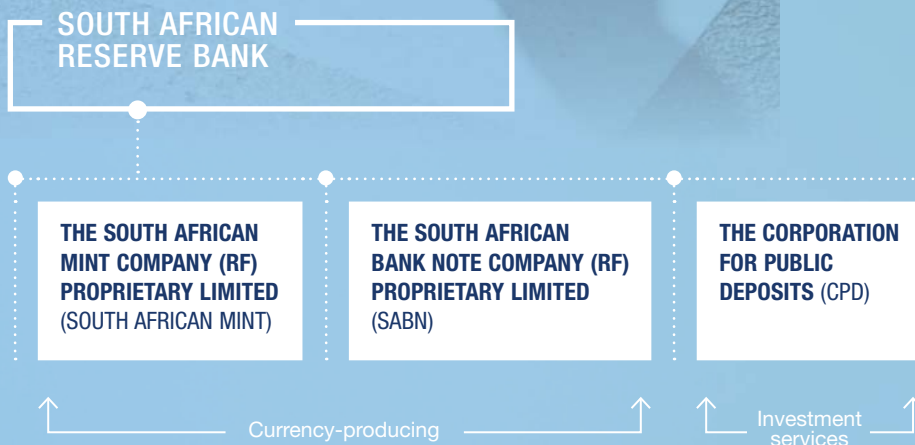 SOUTH AFRICAN
RESERVE BANK
THE SOUTH AFRICAN
MINT COMPANY (RF)
PROPRIETARY LIMITED
(SOUTH AFRICAN MINT)
THE SOUTH AFRICAN
BANK NOTE COMPANY (RF)
PROPRIETARY LIMITED
(SABN)
THE CORPORATION
FOR PUBLIC
DEPOSITS (CPD)
Currency-producing
Investment
services